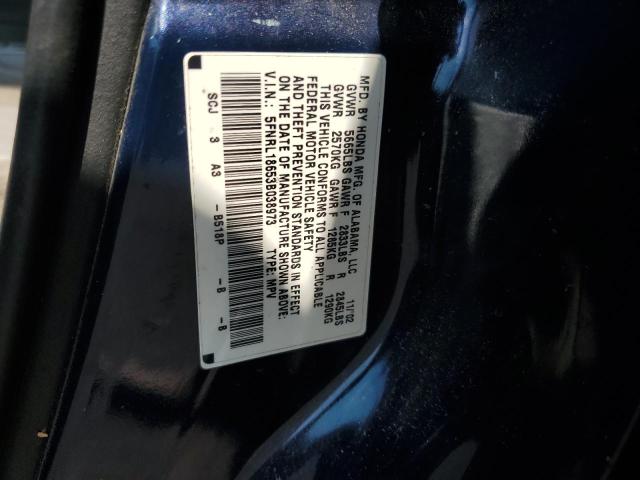 MFD. BY HONDA MFG. OF ALABAMA, LLC 11/'02
GVWR 5665LBS GAWR F 2833LBS R 2845LBS
GVWR 2570KG GAWR F 1285KG R 1290KG
THIS VEHICLE CONFORMS TO ALL APPLICABLE
FEDERAL MOTOR VEHICLE SAFETY
AND THEFT PREVENTION STANDARDS IN EFFECT
ON THE DATE OF MANUFACTURE SHOWN ABOVE:
V.I.N.: 5FNRL18653B038973 TYPE: MPV
SCJ 3 A3 - B518P - B - B